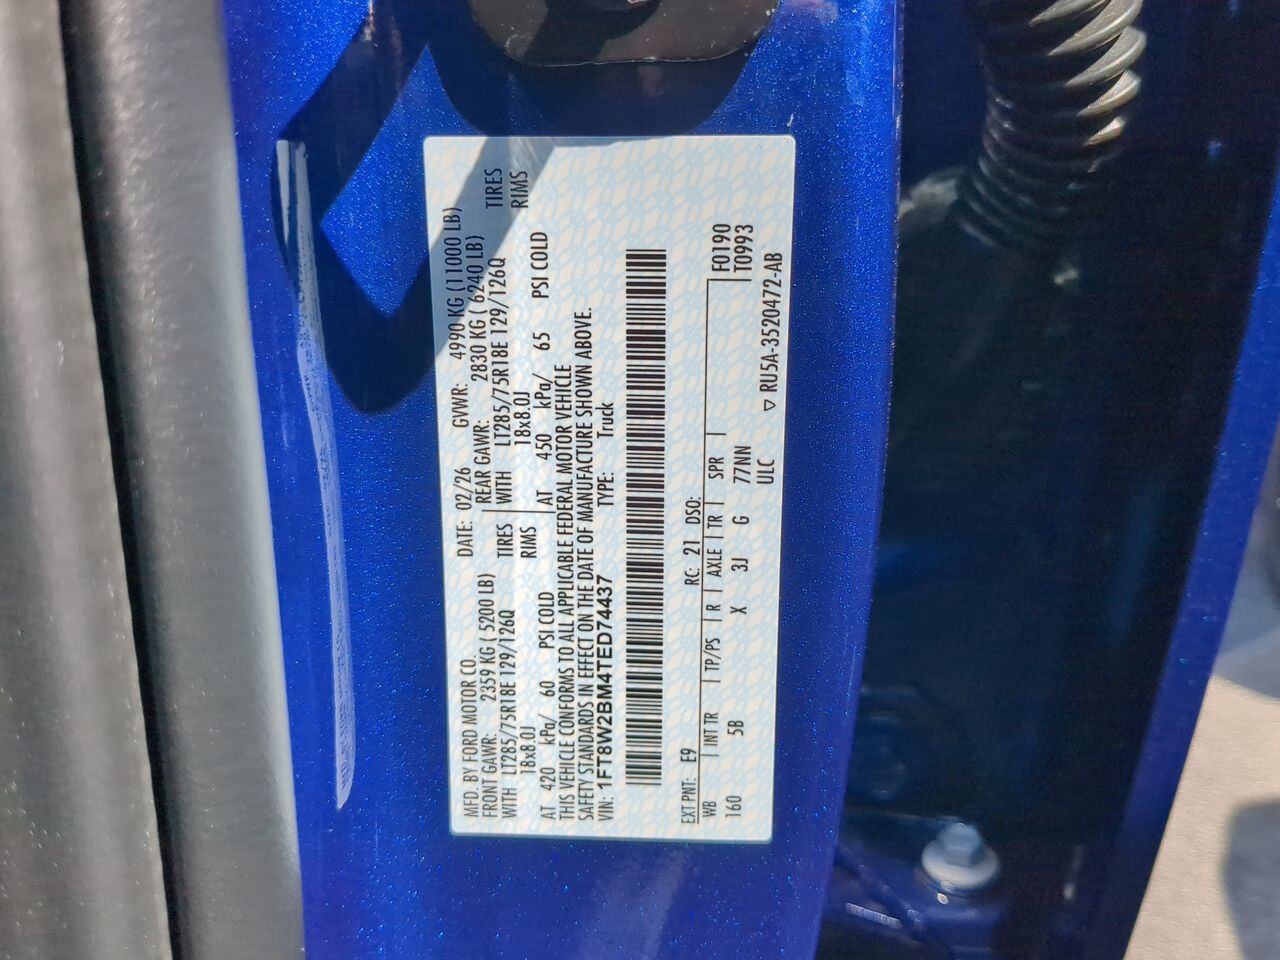 MFD. BY FORD MOTOR CO. DATE: 02/26 GVWR: 4990 KG (11000 LB)
FRONT GAWR: 2359 KG ( 5200 LB) REAR GAWR: 2830 KG ( 6240 LB)
WITH LT285/75R18E 129/126Q TIRES WITH LT285/75R18E 129/126Q TIRES
18x8.0J RIMS 18x8.0J RIMS
AT 420 kPa/ 60 PSI COLD AT 450 kPa/ 65 PSI COLD
THIS VEHICLE CONFORMS TO ALL APPLICABLE FEDERAL MOTOR VEHICLE
SAFETY STANDARDS IN EFFECT ON THE DATE OF MANUFACTURE SHOWN ABOVE.
VIN: 1FT8W2BM4TED74437 TYPE: Truck
EXT PNT: E9 RC: 21 DSO: F0190
WB INT TR TP/PS R AXLE TR SPR T0993
160 5B X 3J G 77NN
ULC ▽ RU5A-3520472-AB